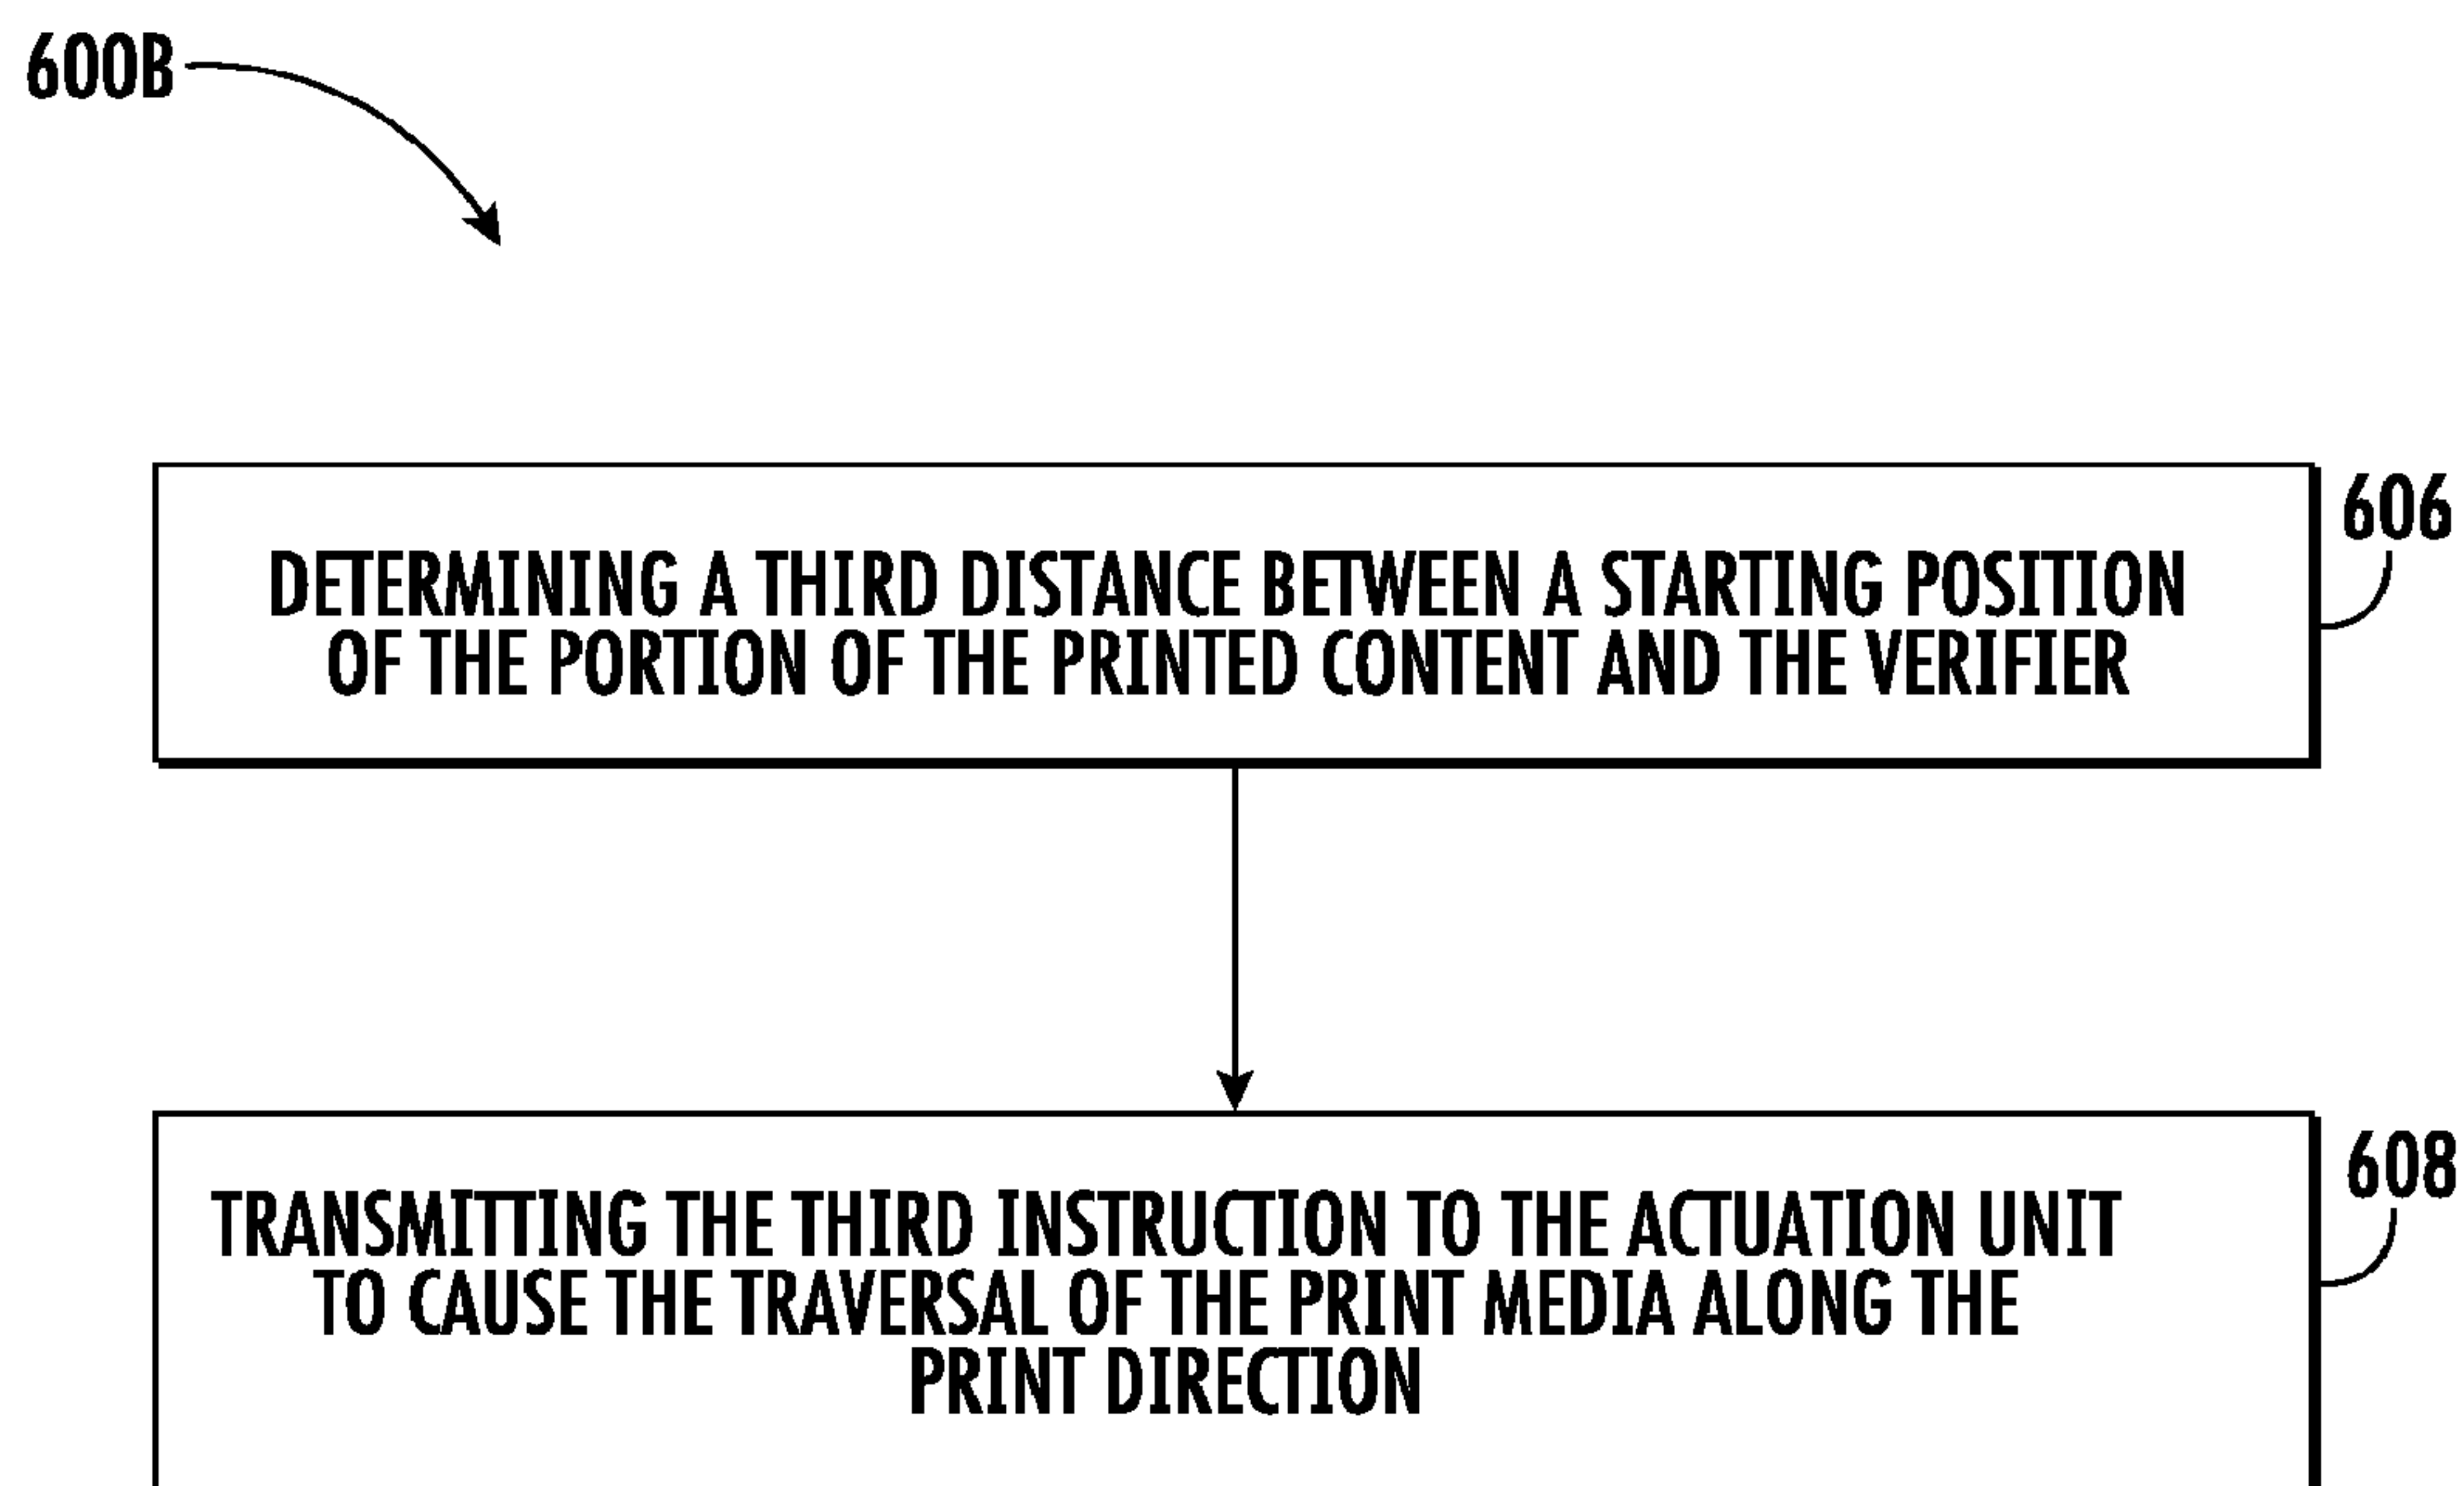 600B
606
DETERMINING A THIRD DISTANCE BETWEEN A STARTING POSITION
OF THE PORTION OF THE PRINTED CONTENT AND THE VERIFIER
608
TRANSMITTING THE THIRD INSTRUCTION TO THE ACTUATION UNIT
TO CAUSE THE TRAVERSAL OF THE PRINT MEDIA ALONG THE
PRINT DIRECTION